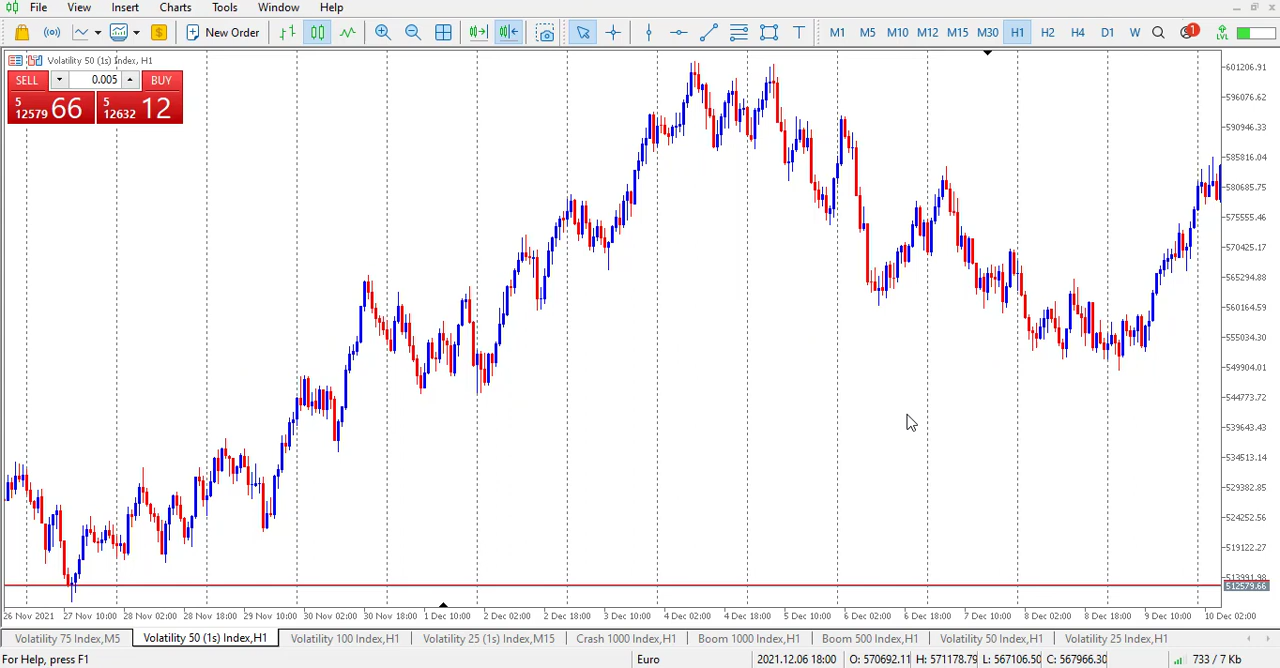 File View Insert Charts Tools Window Help
$ New Order T M1 M5 M10 M12 M15 M30 H1 H2 H4 D1 W 1 LVL
Volatility 50 (1s) Index, H1
SELL 0.005 BUY
5 12579 66 5 12632 12
601206.91
596076.62
590946.33
585816.04
580685.75
575555.46
570425.17
565294.88
560164.59
555034.30
549904.01
544773.72
539643.43
534513.14
529382.85
524252.56
519122.27
513991.98
512579.66
26 Nov 2021 27 Nov 10:00 28 Nov 02:00 28 Nov 18:00 29 Nov 10:00 30 Nov 02:00 30 Nov 18:00 1 Dec 10:00 2 Dec 02:00 2 Dec 18:00 3 Dec 10:00 4 Dec 02:00 4 Dec 18:00 5 Dec 10:00 6 Dec 02:00 6 Dec 18:00 7 Dec 10:00 8 Dec 02:00 8 Dec 18:00 9 Dec 10:00 10 Dec 02:00
Volatility 75 Index,M5 Volatility 50 (1s) Index,H1 Volatility 100 Index,H1 Volatility 25 (1s) Index,M15 Crash 1000 Index,H1 Boom 1000 Index,H1 Boom 500 Index,H1 Volatility 50 Index,H1 Volatility 25 Index,H1
For Help, press F1 Euro 2021.12.06 18:00 O: 570692.11 H: 571178.79 L: 567106.50 C: 567966.30 733 / 7 Kb